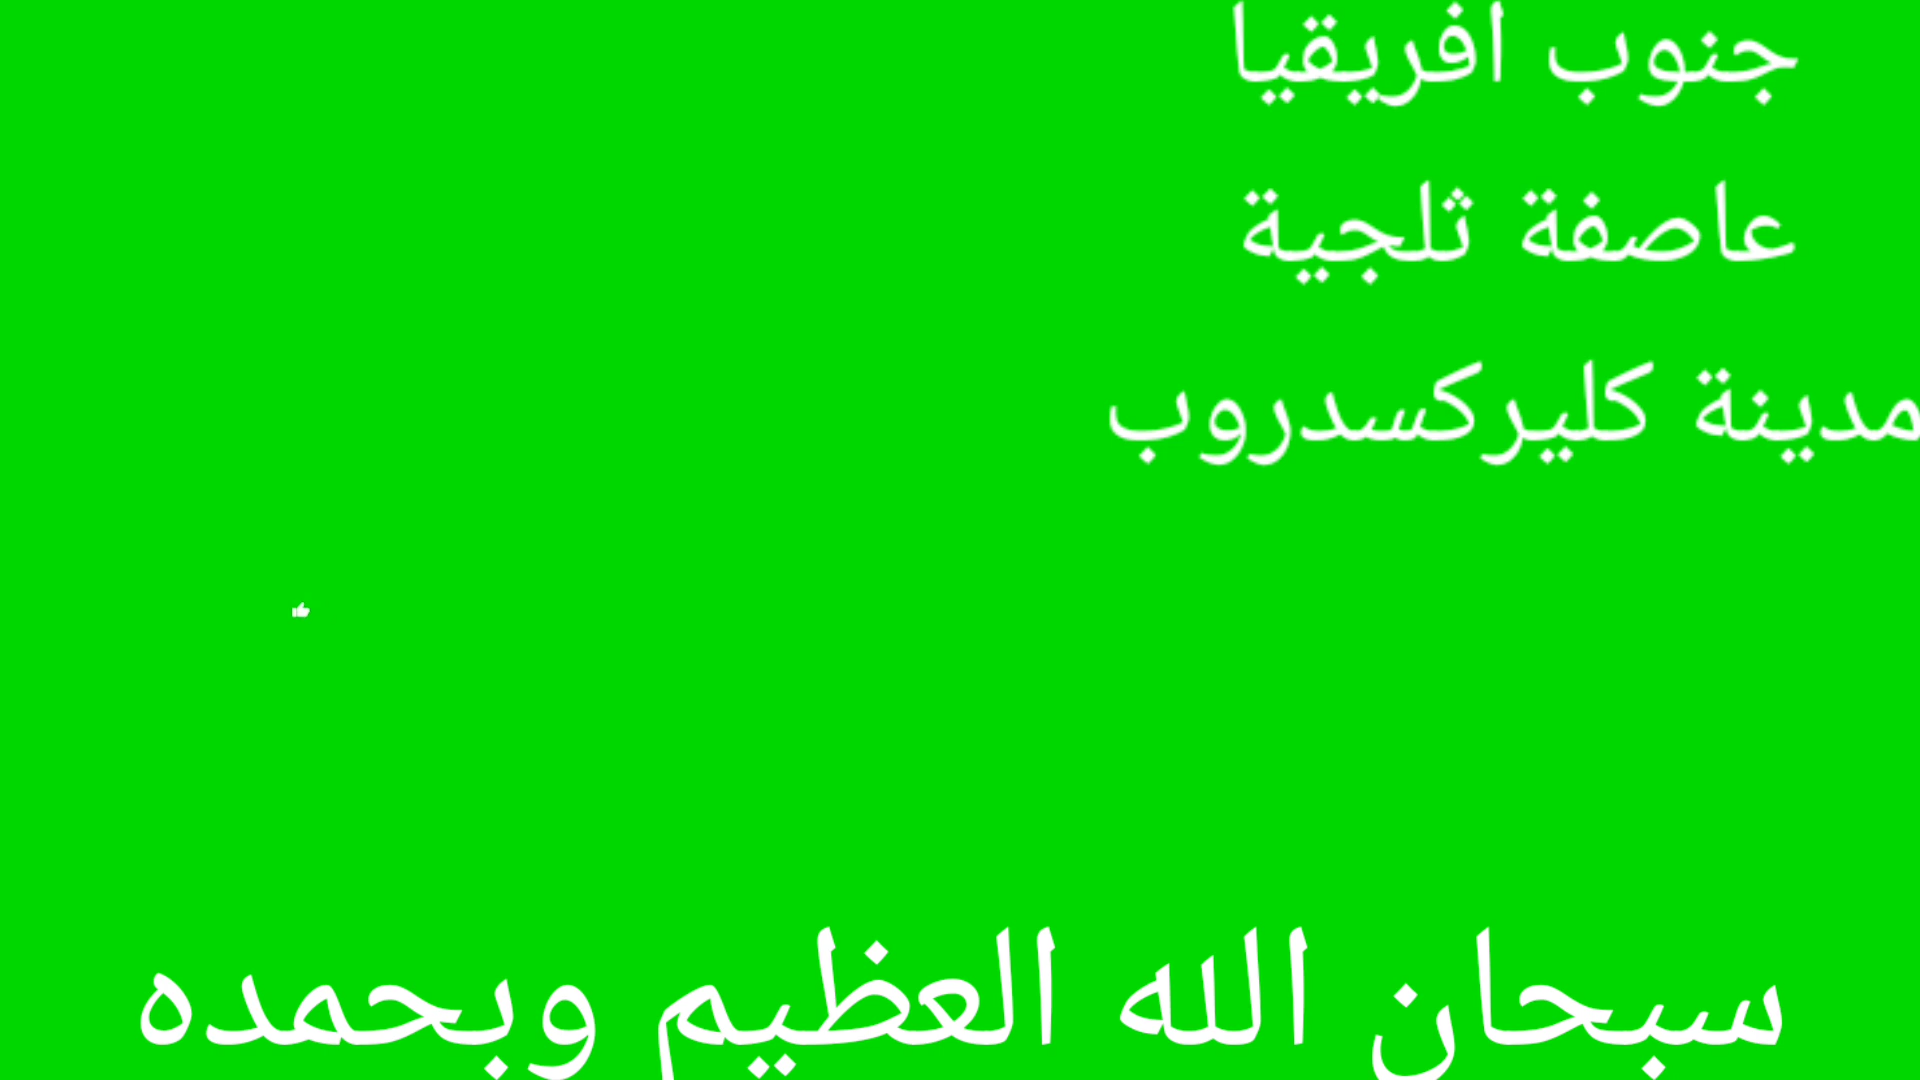 جنوب افريقيا
عاصفة ثلجية
مدينة كليركسدروب
سبحان الله العظيم وبحمده